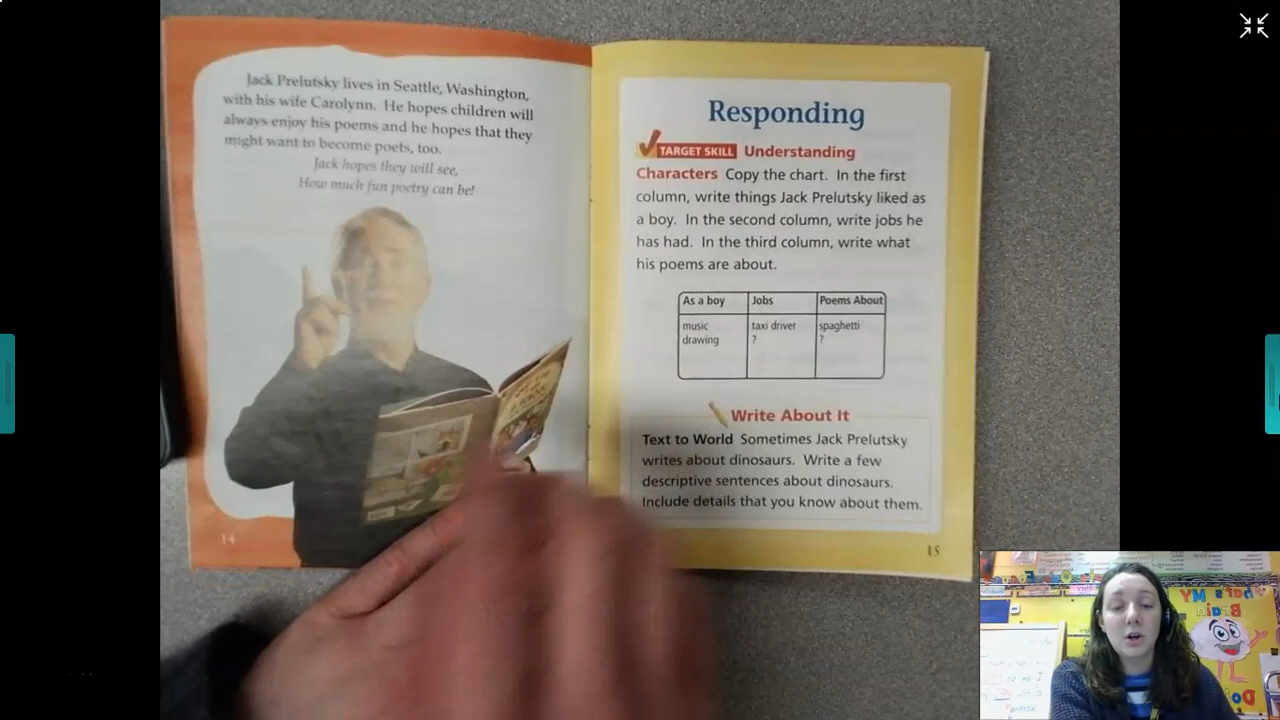 Jack Prelutsky lives in Seattle, Washington,
with his wife Carolynn. He hopes children will
always enjoy his poems and he hopes that they
might want to become poets, too.
Jack hopes they will see,
How much fun poetry can be!
14
Responding
TARGET SKILL Understanding
Characters Copy the chart. In the first
column, write things Jack Prelutsky liked as
a boy. In the second column, write jobs he
has had. In the third column, write what
his poems are about.
As a boy Jobs Poems About
music taxi driver spaghetti
drawing ? ?
Write About It
Text to World Sometimes Jack Prelutsky
writes about dinosaurs. Write a few
descriptive sentences about dinosaurs.
Include details that you know about them.
15
MY
Brain